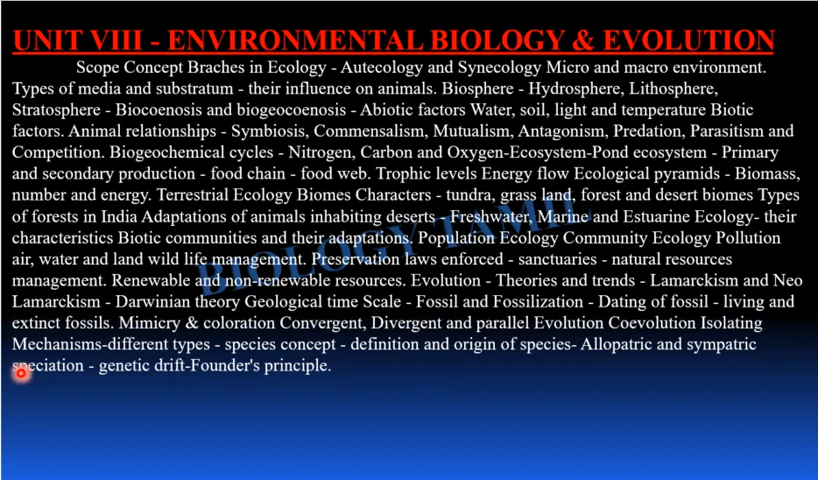 UNIT VIII - ENVIRONMENTAL BIOLOGY & EVOLUTION
Scope Concept Braches in Ecology - Autecology and Synecology Micro and macro environment.
Types of media and substratum - their influence on animals. Biosphere - Hydrosphere, Lithosphere,
Stratosphere - Biocoenosis and biogeocoenosis - Abiotic factors Water, soil, light and temperature Biotic
factors. Animal relationships - Symbiosis, Commensalism, Mutualism, Antagonism, Predation, Parasitism and
Competition. Biogeochemical cycles - Nitrogen, Carbon and Oxygen-Ecosystem-Pond ecosystem - Primary
and secondary production - food chain - food web. Trophic levels Energy flow Ecological pyramids - Biomass,
number and energy. Terrestrial Ecology Biomes Characters - tundra, grass land, forest and desert biomes Types
of forests in India Adaptations of animals inhabiting deserts - Freshwater, Marine and Estuarine Ecology- their
characteristics Biotic communities and their adaptations. Population Ecology Community Ecology Pollution
air, water and land wild life management. Preservation laws enforced - sanctuaries - natural resources
management. Renewable and non-renewable resources. Evolution - Theories and trends - Lamarckism and Neo
Lamarckism - Darwinian theory Geological time Scale - Fossil and Fossilization - Dating of fossil - living and
extinct fossils. Mimicry & coloration Convergent, Divergent and parallel Evolution Coevolution Isolating
Mechanisms-different types - species concept - definition and origin of species- Allopatric and sympatric
speciation - genetic drift-Founder's principle.
BIOLOGY TAMIL